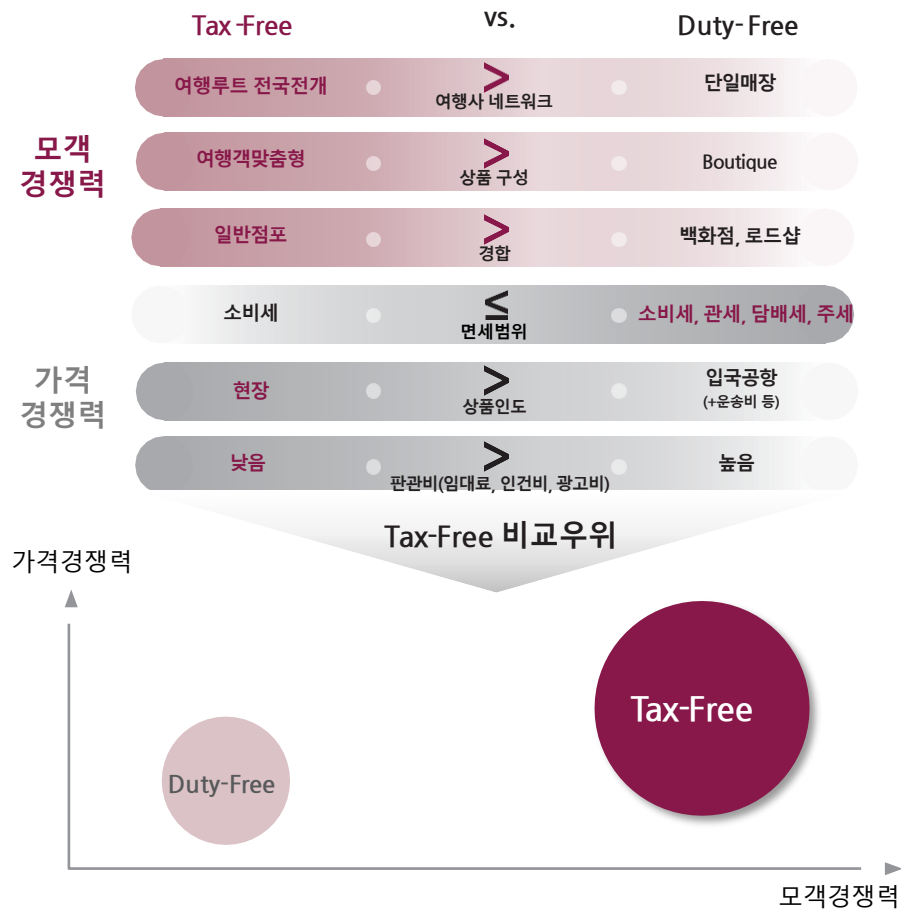 Tax-Free vs. Duty-Free
모객
경쟁력
여행루트 전국전개 > 단일매장
여행사 네트워크
여행객맞춤형 > Boutique
상품 구성
일반점포 > 백화점, 로드샵
경합
가격
경쟁력
소비세 ≤ 소비세, 관세, 담배세, 주세
면세범위
현장 > 입국공항
상품인도 (+운송비 등)
낮음 > 높음
판관비(임대료, 인건비, 광고비)
Tax-Free 비교우위
가격경쟁력
Tax-Free
Duty-Free
모객경쟁력